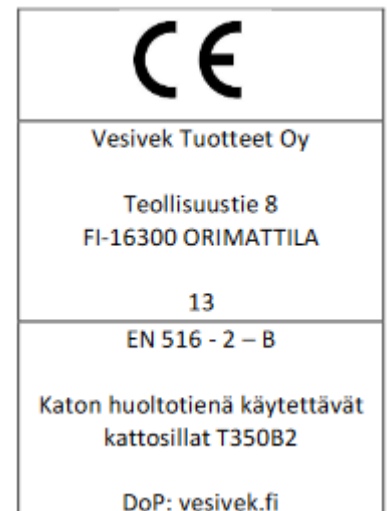 CE
Vesivek Tuotteet Oy
Teollisuustie 8
FI-16300 ORIMATTILA
13
EN 516 - 2 – B
Katon huoltotienä käytettävät
kattosillat T350B2
DoP: vesivek.fi